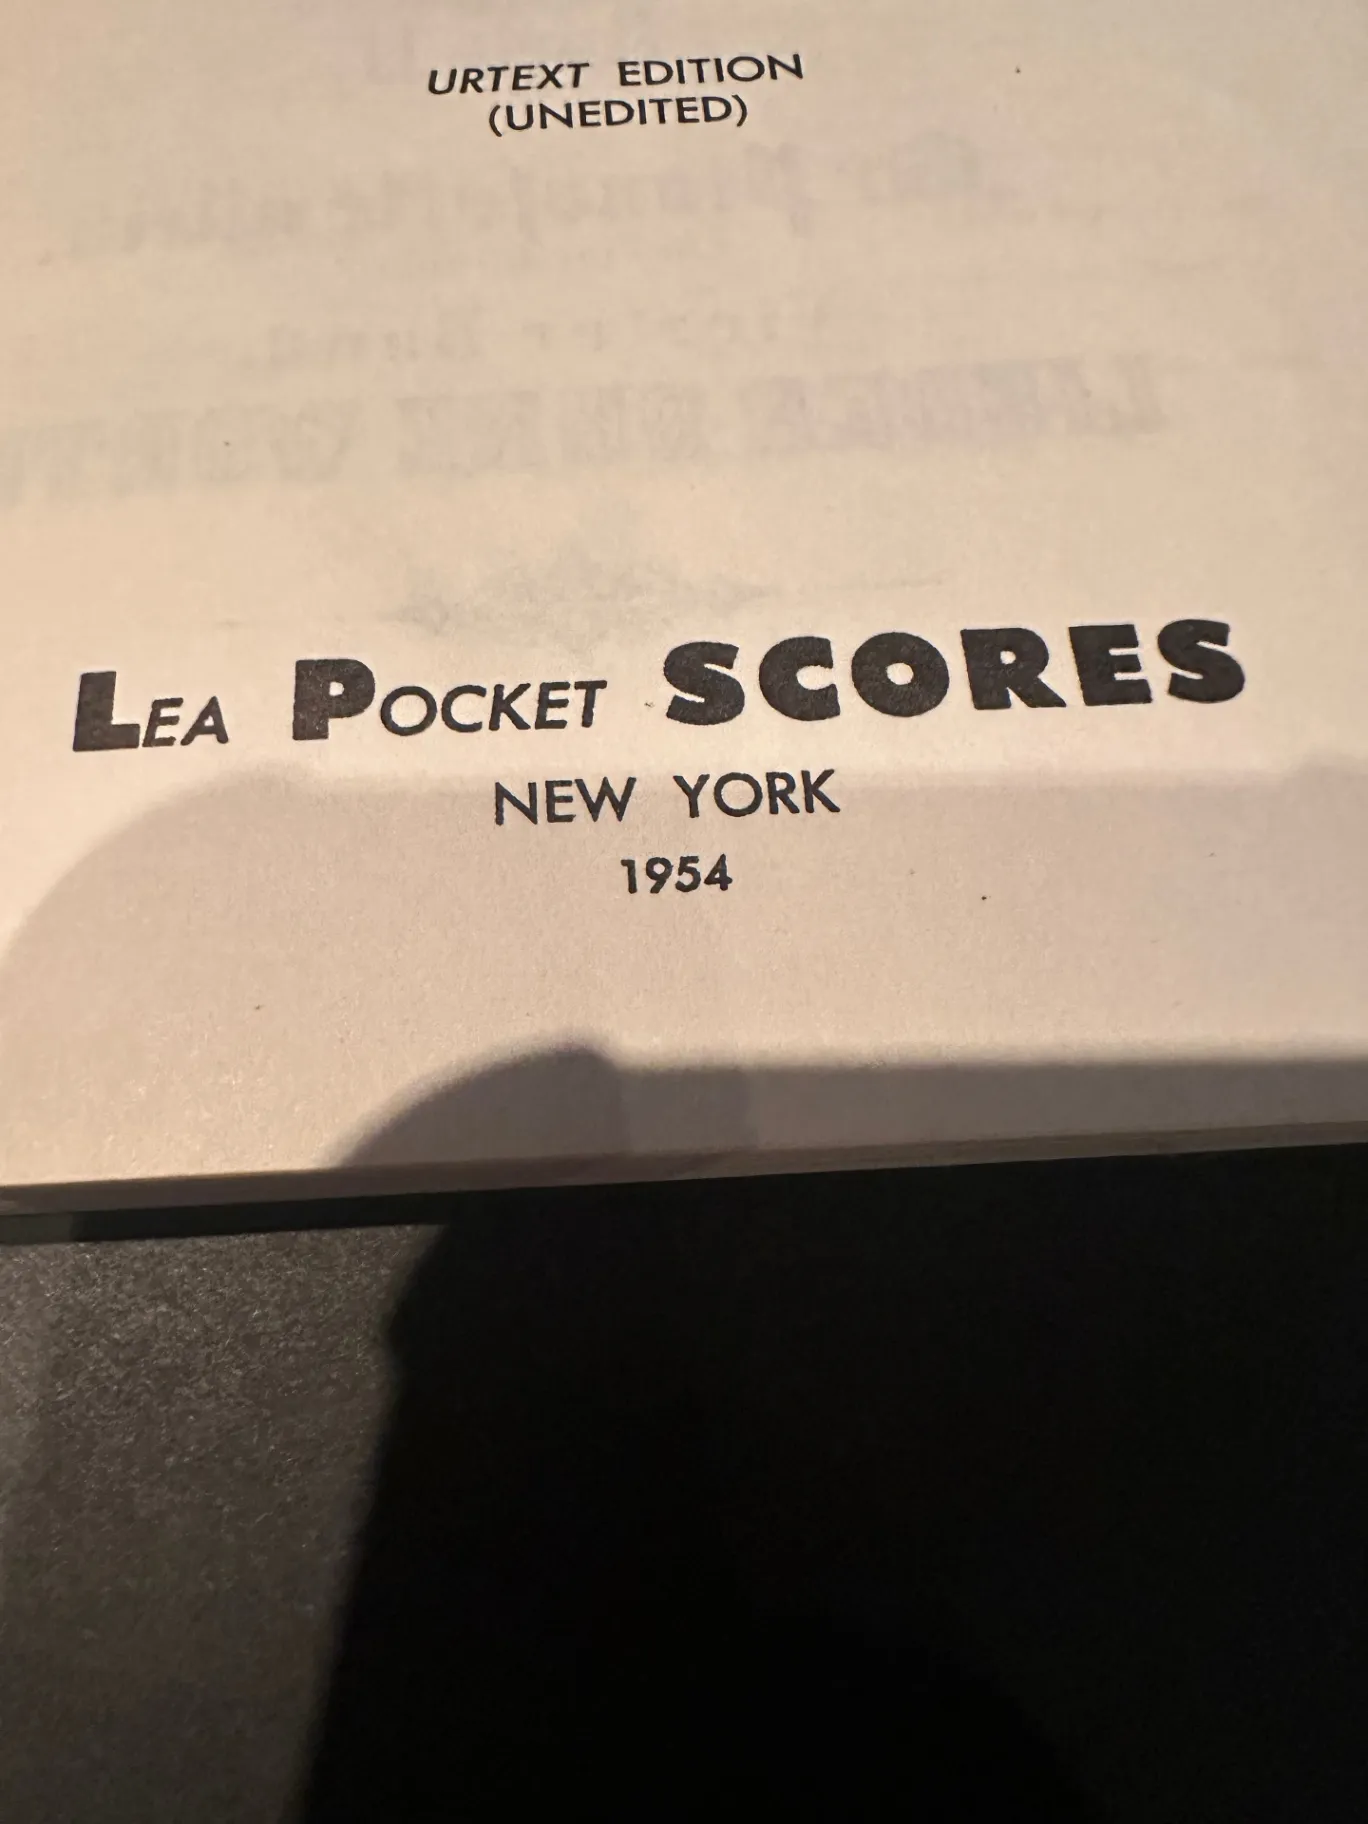 URTEXT EDITION
(UNEDITED)
LEA POCKET SCORES
NEW YORK
1954